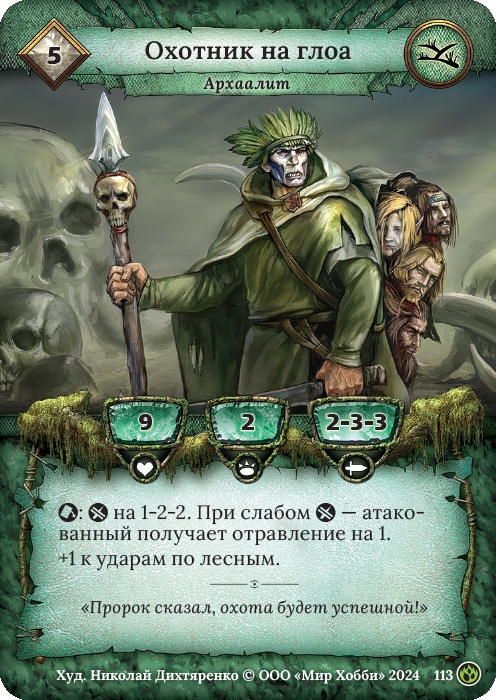 5
Охотник на глоа
Архаалит
9
2
2-3-3
: на 1-2-2. При слабом — атако-
ванный получает отравление на 1.
+1 к ударам по лесным.
«Пророк сказал, охота будет успешной!»
Худ. Николай Дихтяренко © ООО «Мир Хобби» 2024 113